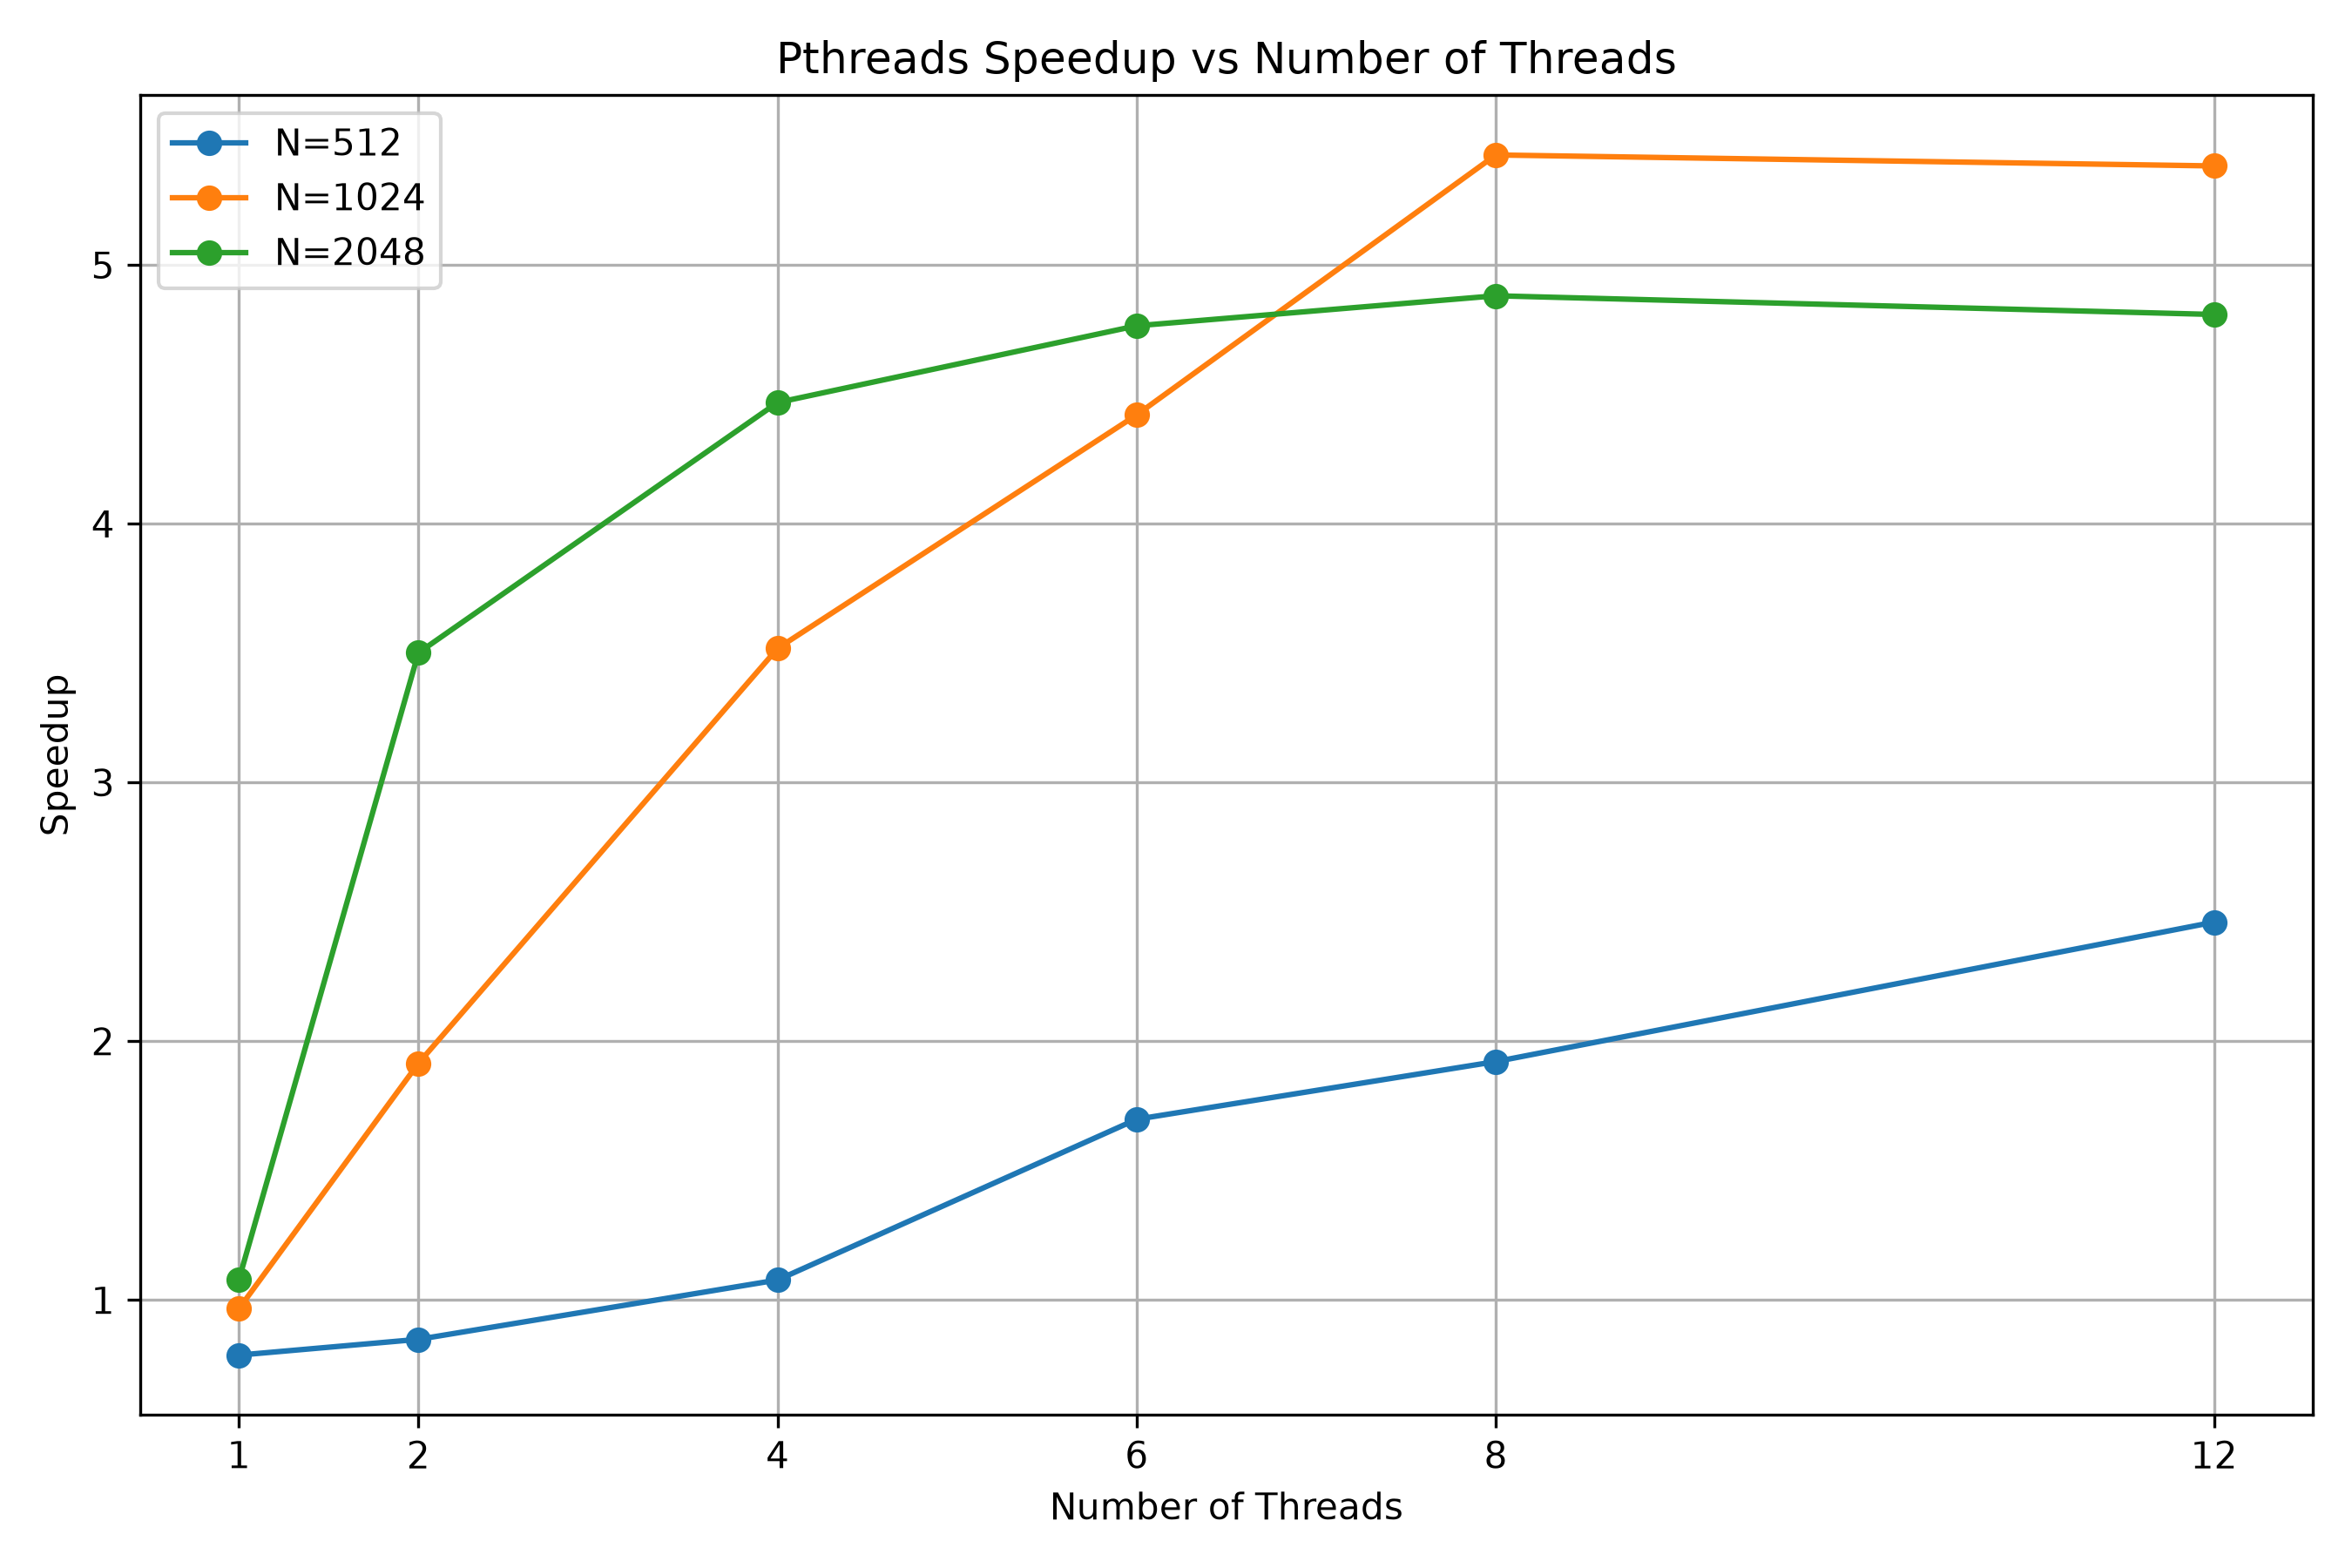 Pthreads Speedup vs Number of Threads
N=512
N=1024
N=2048
5
4
3
2
1
Speedup
1 2 4 6 8 12
Number of Threads